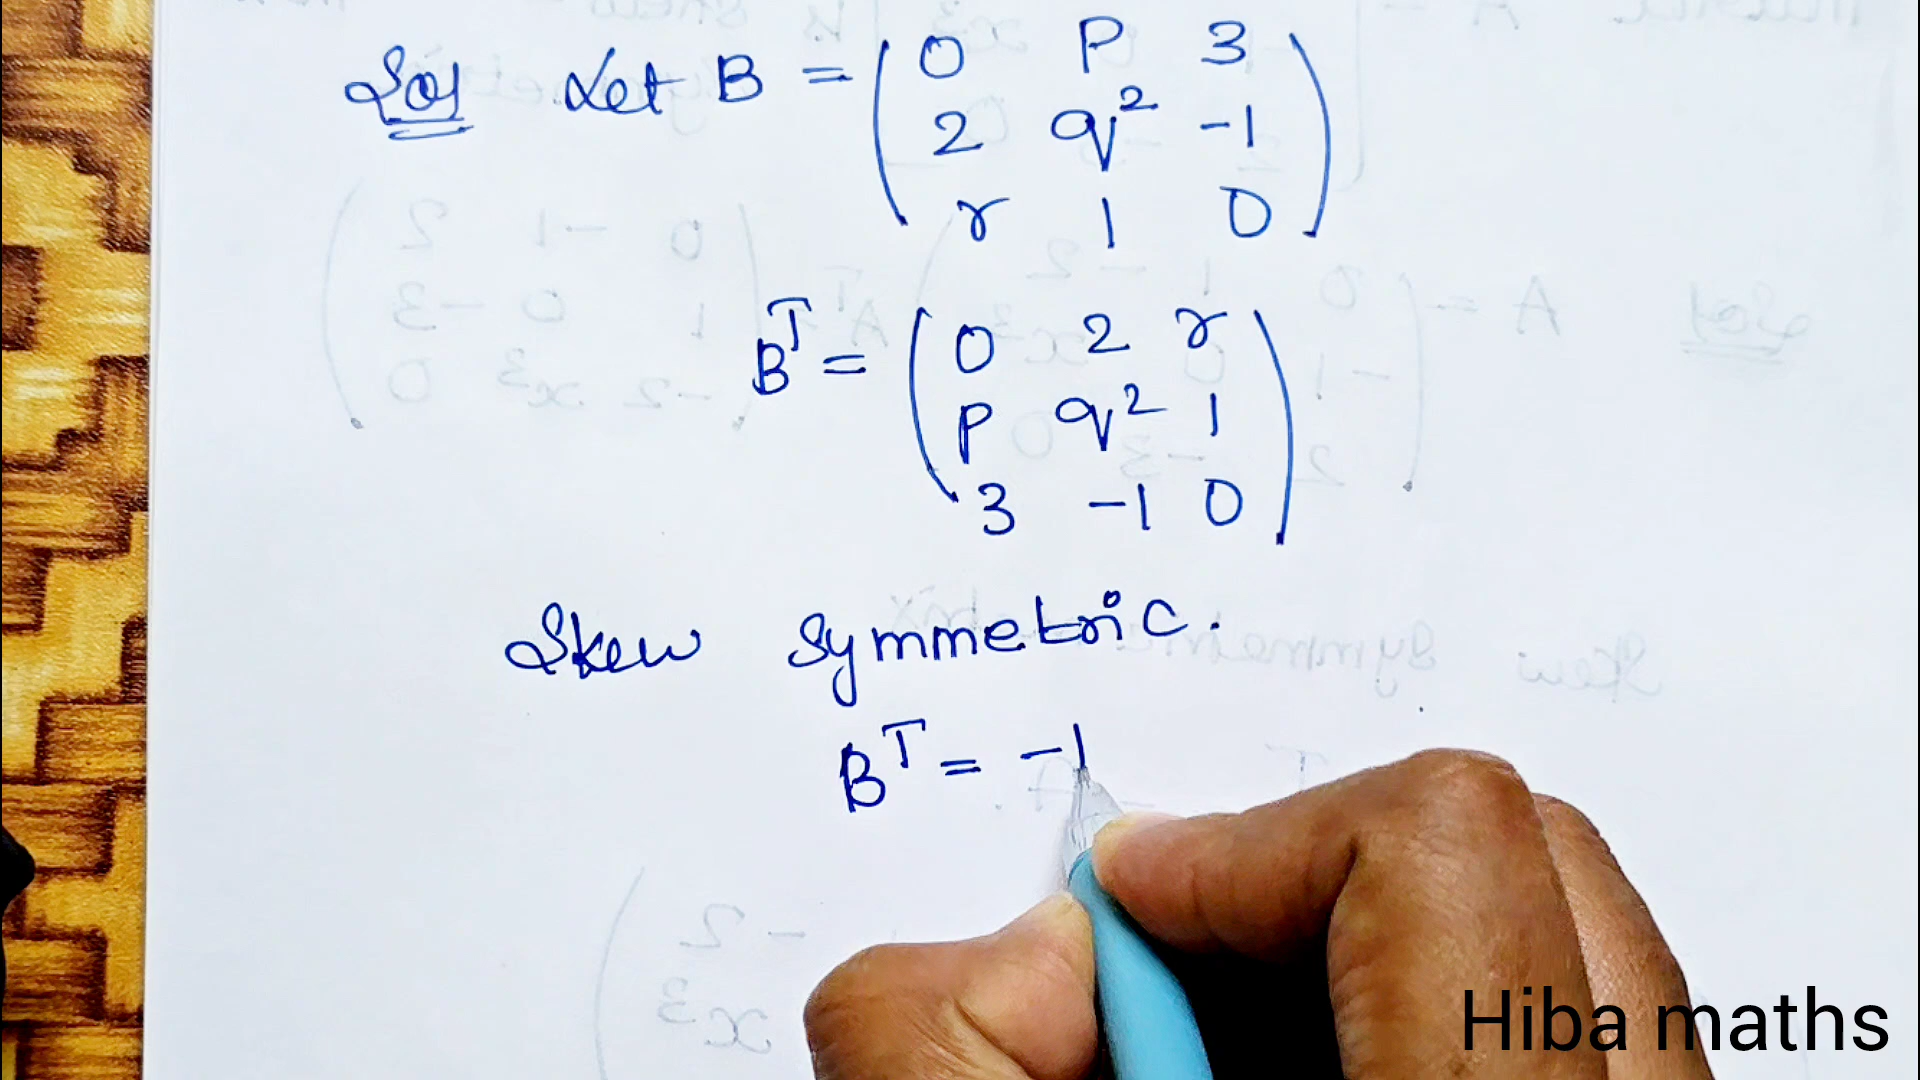 Sol Let B = ( 0 P 3
2 q² -1
r 1 0 )
Bᵀ = ( 0 2 r
P q² 1
3 -1 0 )
Skew Symmetric.
Bᵀ = -1
Hiba maths